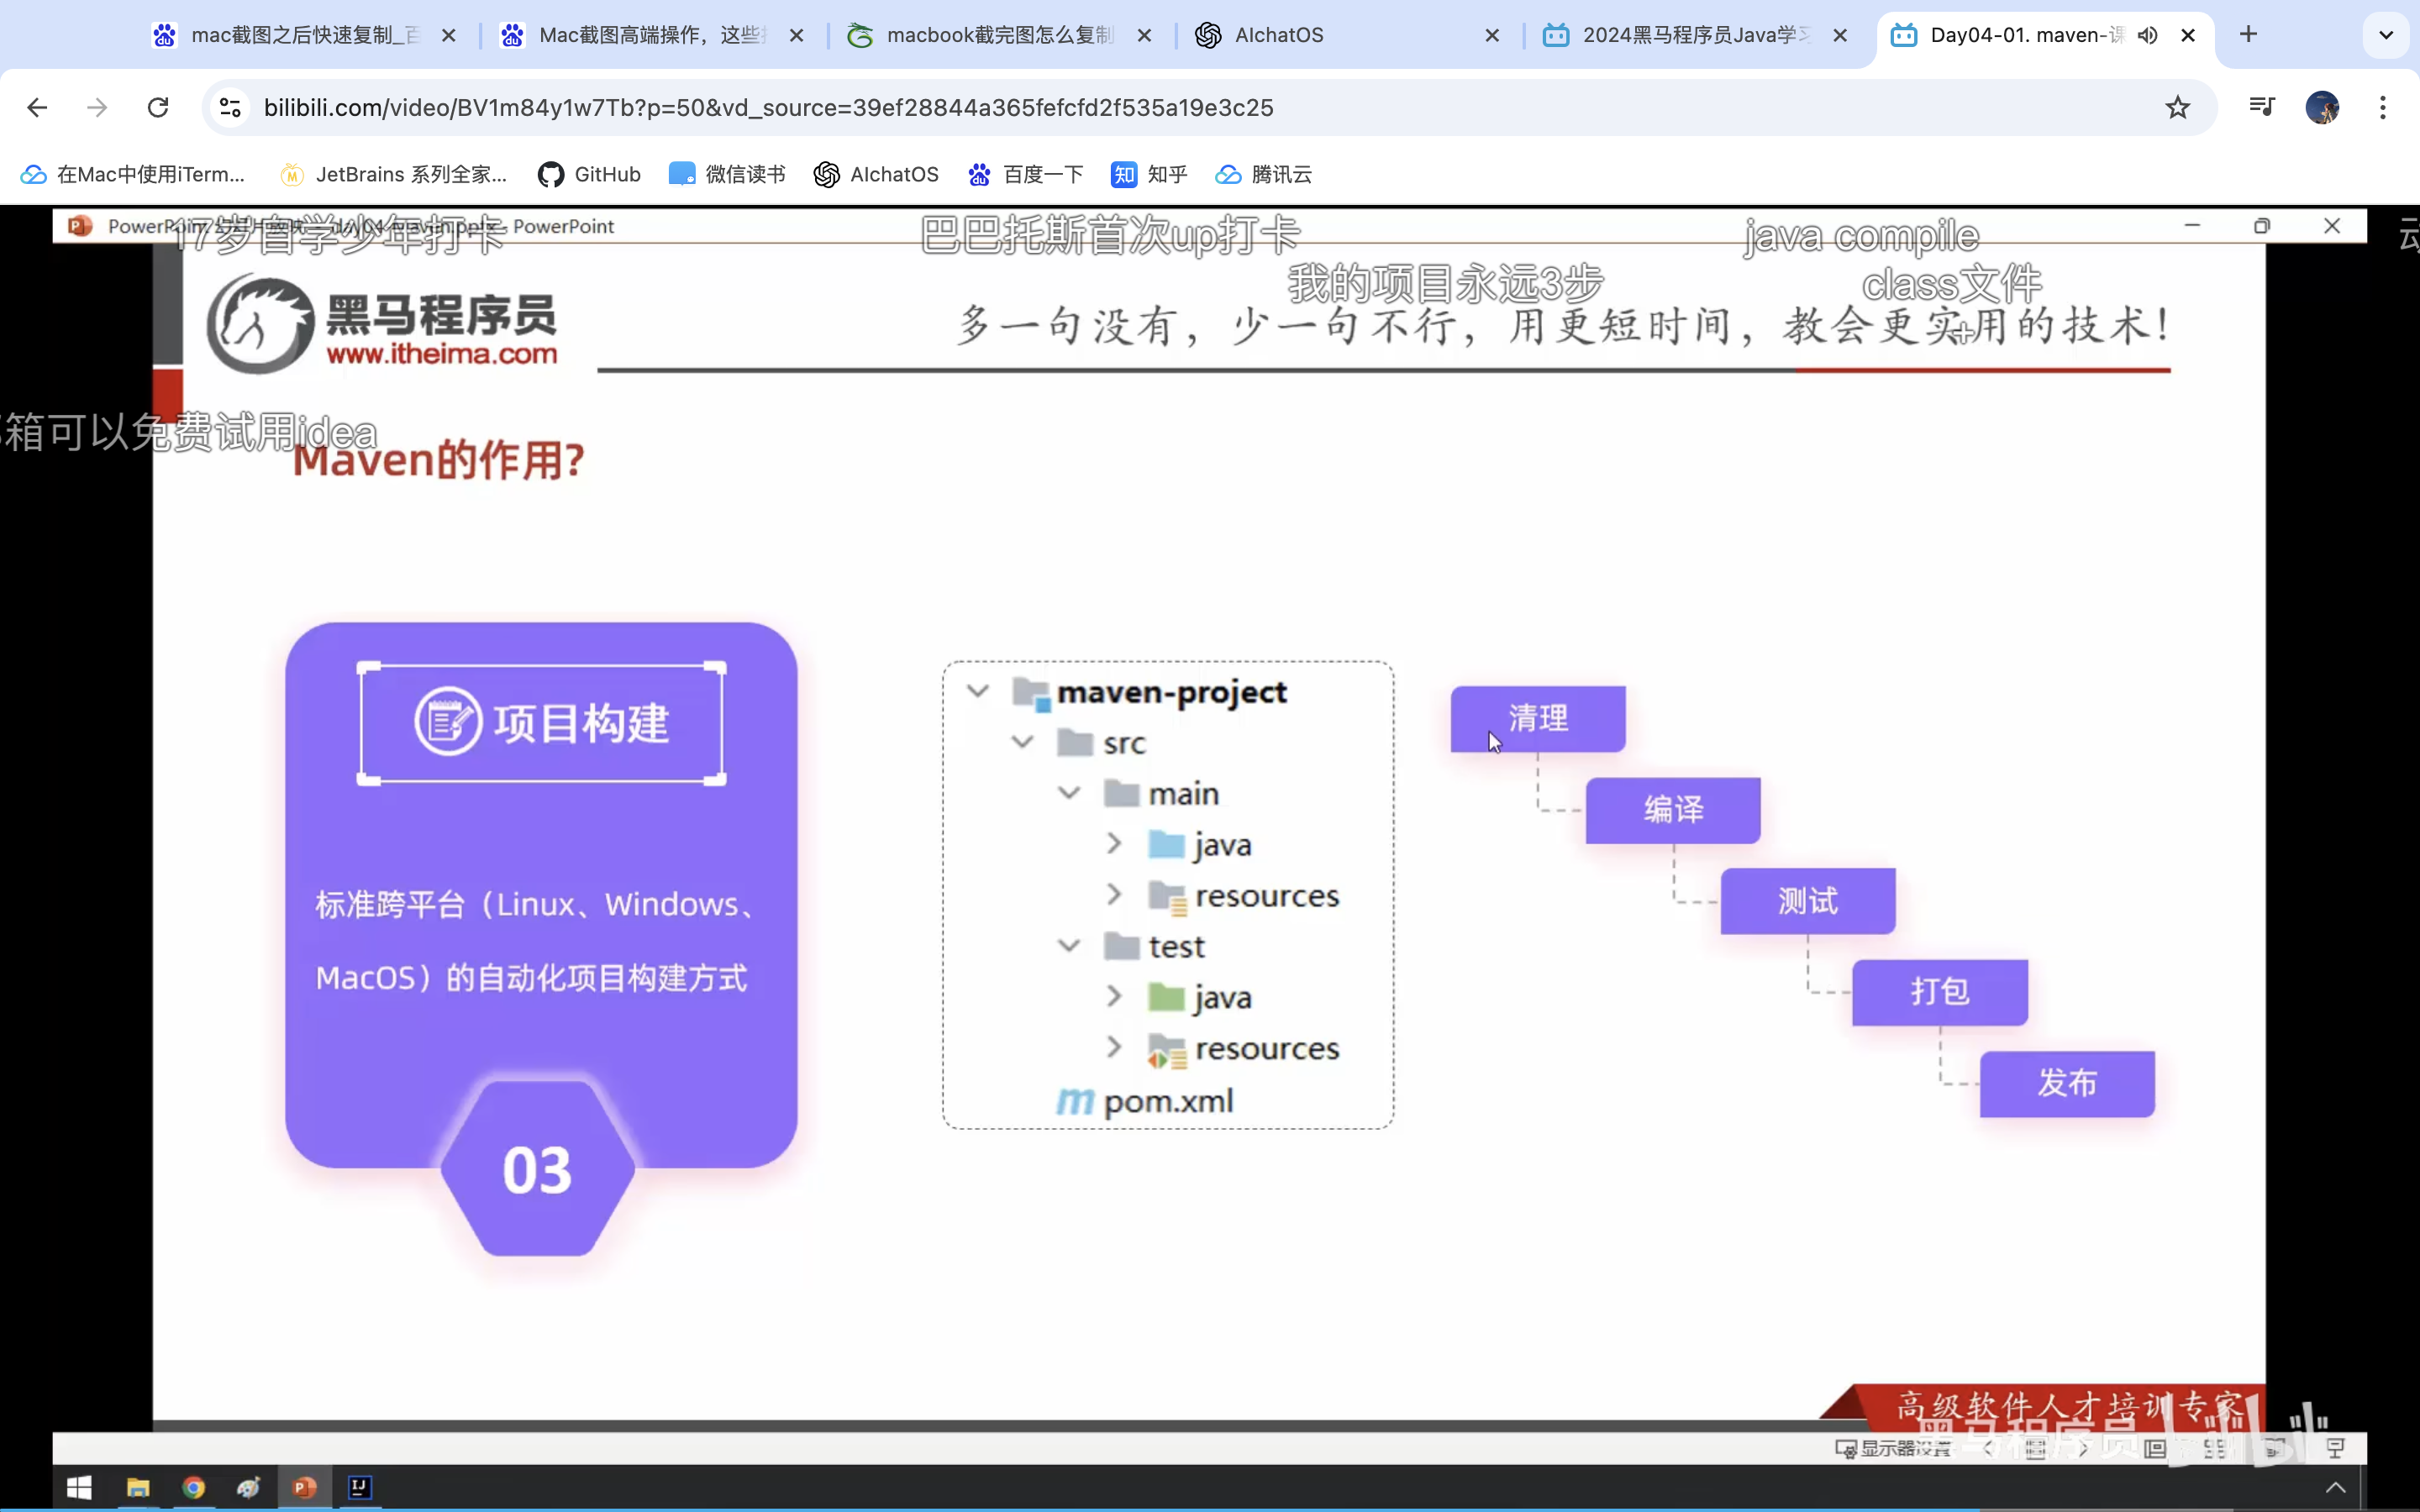 mac截图之后快速复制_百
Mac截图高端操作，这些
macbook截完图怎么复制
AIchatOS
2024黑马程序员Java学习
Day04-01. maven-课
bilibili.com/video/BV1m84y1w7Tb?p=50&vd_source=39ef28844a365fefcfd2f535a19e3c25
在Mac中使用iTerm...
JetBrains 系列全家...
GitHub
微信读书
AIchatOS
百度一下
知乎
腾讯云
17岁自学少年打卡
PowerPoint
巴巴托斯首次up打卡
java compile
我的项目永远3步
class文件
黑马程序员
www.itheima.com
多一句没有，少一句不行，用更短时间，教会更实用的技术！
箱可以免费试用idea
Maven的作用?
项目构建
标准跨平台（Linux、Windows、
MacOS）的自动化项目构建方式
03
maven-project
src
main
java
resources
test
java
resources
pom.xml
清理
编译
测试
打包
发布
高级软件人才培训专家
黑马程序员
bilibili
显示器设置